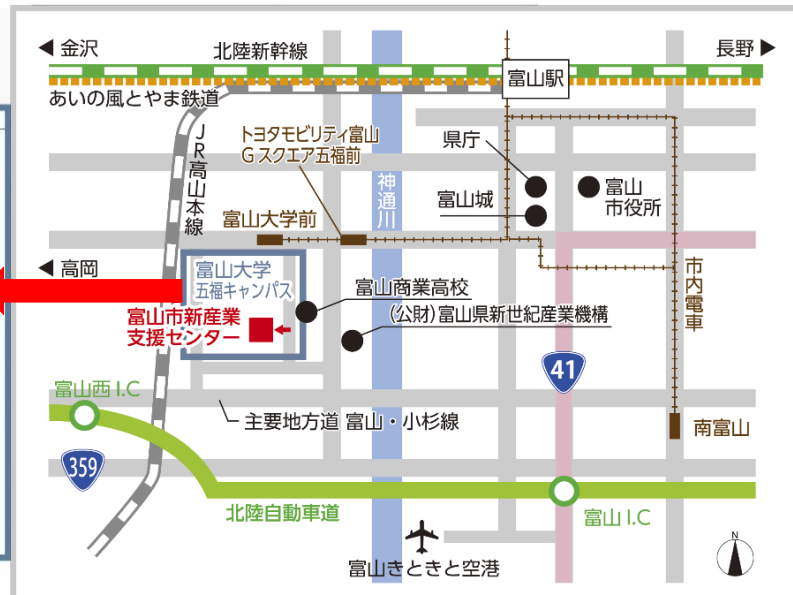 ◀ 金沢
北陸新幹線
長野 ▶
富山駅
あいの風とやま鉄道
JR高山本線
トヨタモビリティ富山
G スクエア五福前
県庁
神通川
富山城
富山
市役所
富山大学前
◀ 高岡
富山大学
五福キャンパス
富山商業高校
市内電車
(公財)富山県新世紀産業機構
富山市新産業
支援センター
41
富山西 I.C
主要地方道 富山・小杉線
南富山
359
北陸自動車道
富山 I.C
富山きときと空港
N